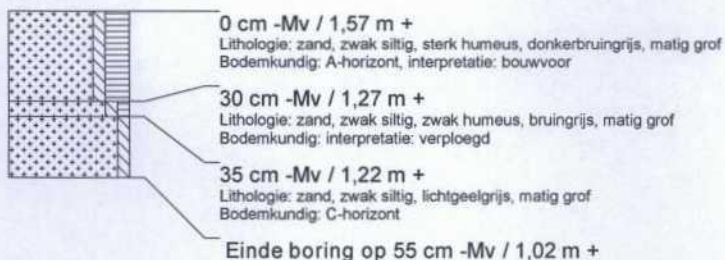 0 cm -Mv / 1,57 m +
Lithologie: zand, zwak siltig, sterk humeus, donkerbruingrijs, matig grof
Bodemkundig: A-horizont, interpretatie: bouwvoor
30 cm -Mv / 1,27 m +
Lithologie: zand, zwak siltig, zwak humeus, bruingrijs, matig grof
Bodemkundig: interpretatie: verploegd
35 cm -Mv / 1,22 m +
Lithologie: zand, zwak siltig, lichtgeelgrijs, matig grof
Bodemkundig: C-horizont
Einde boring op 55 cm -Mv / 1,02 m +